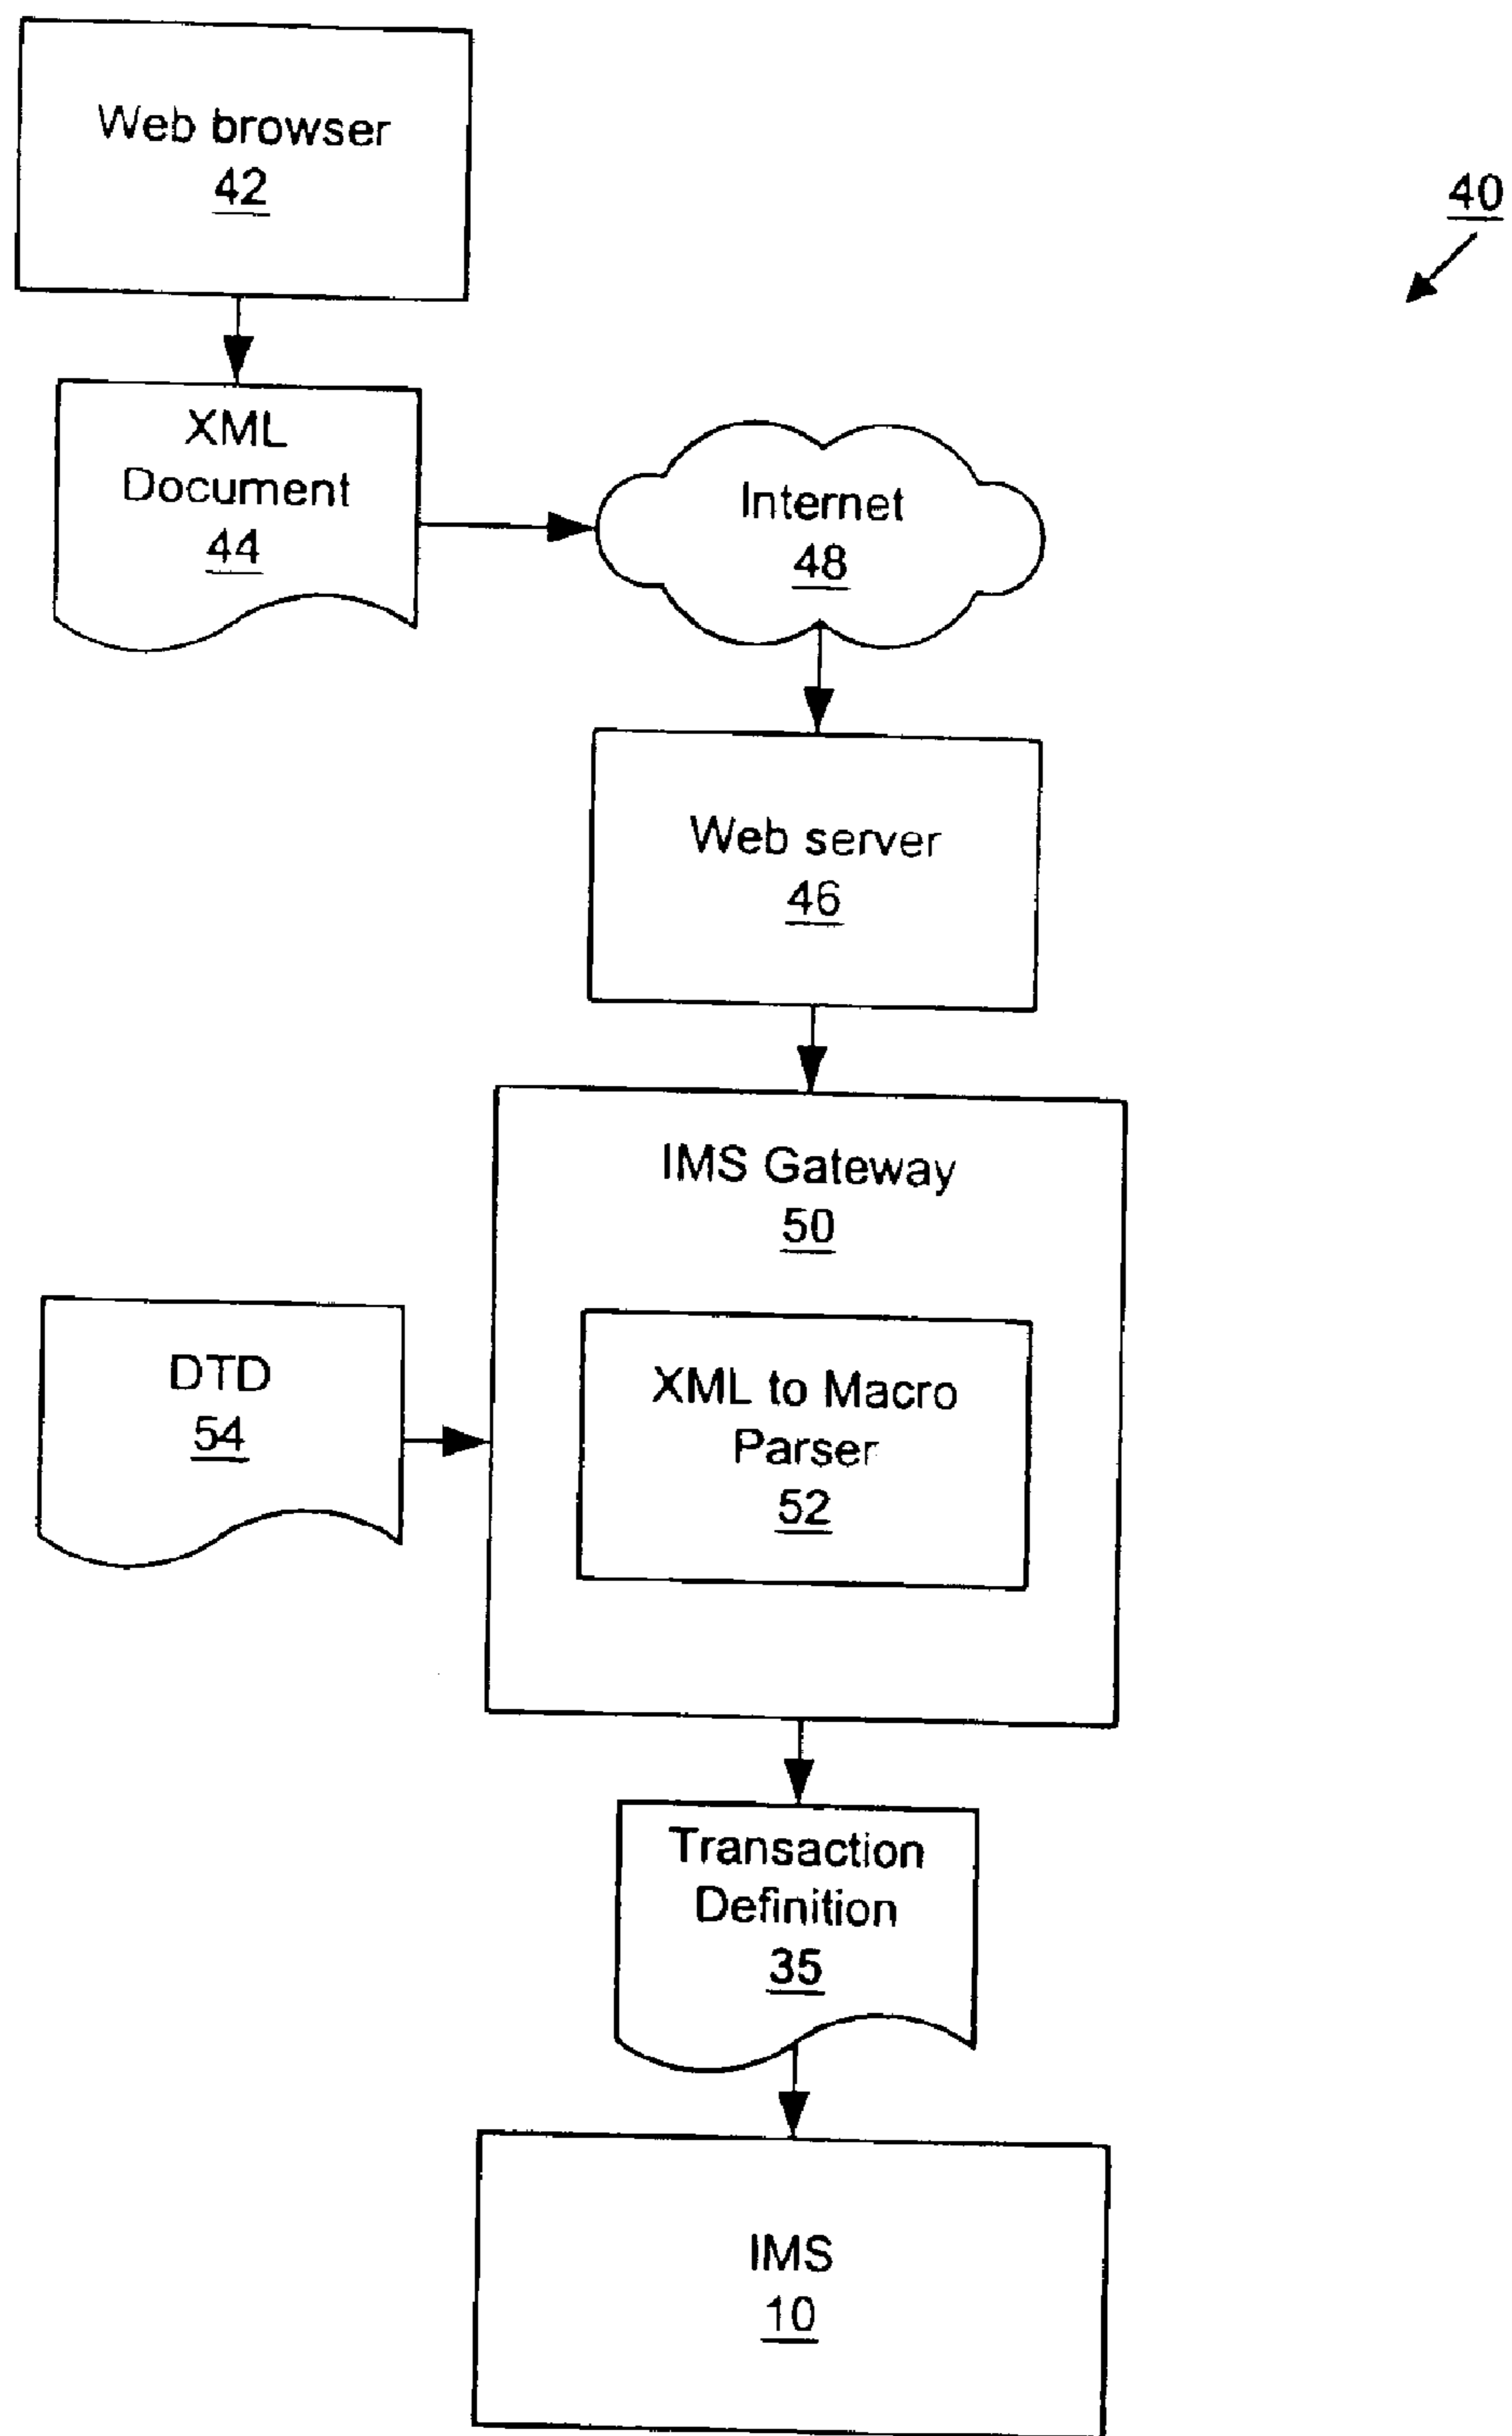 Web browser
42
40
XML
Document
44
Internet
48
Web server
46
IMS Gateway
50
DTD
54
XML to Macro
Parser
52
Transaction
Definition
35
IMS
10